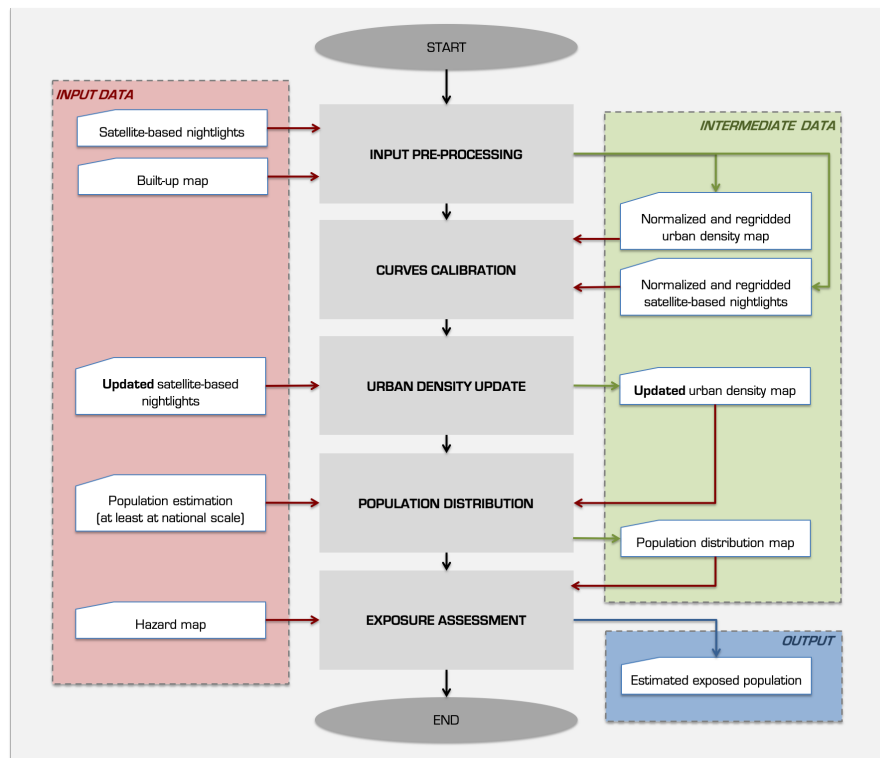 START
INPUT DATA
Satellite-based nightlights
Built-up map
INPUT PRE-PROCESSING
INTERMEDIATE DATA
Normalized and regridded
urban density map
CURVES CALIBRATION
Normalized and regridded
satellite-based nightlights
Updated satellite-based
nightlights
URBAN DENSITY UPDATE
Updated urban density map
Population estimation
(at least at national scale)
POPULATION DISTRIBUTION
Population distribution map
Hazard map
EXPOSURE ASSESSMENT
OUTPUT
Estimated exposed population
END